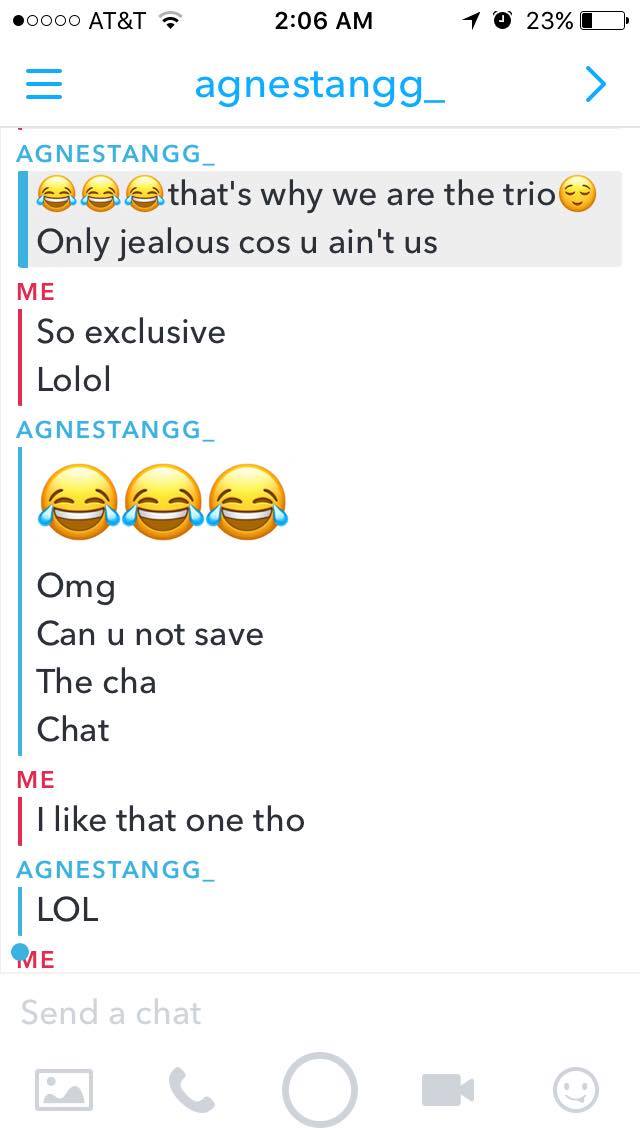 AT&T 2:06 AM 23%
agnestangg_
AGNESTANGG_
😂😂😂that's why we are the trio😌
Only jealous cos u ain't us
ME
So exclusive
Lolol
AGNESTANGG_
😂😂😂
Omg
Can u not save
The cha
Chat
ME
I like that one tho
AGNESTANGG_
LOL
ME
Send a chat